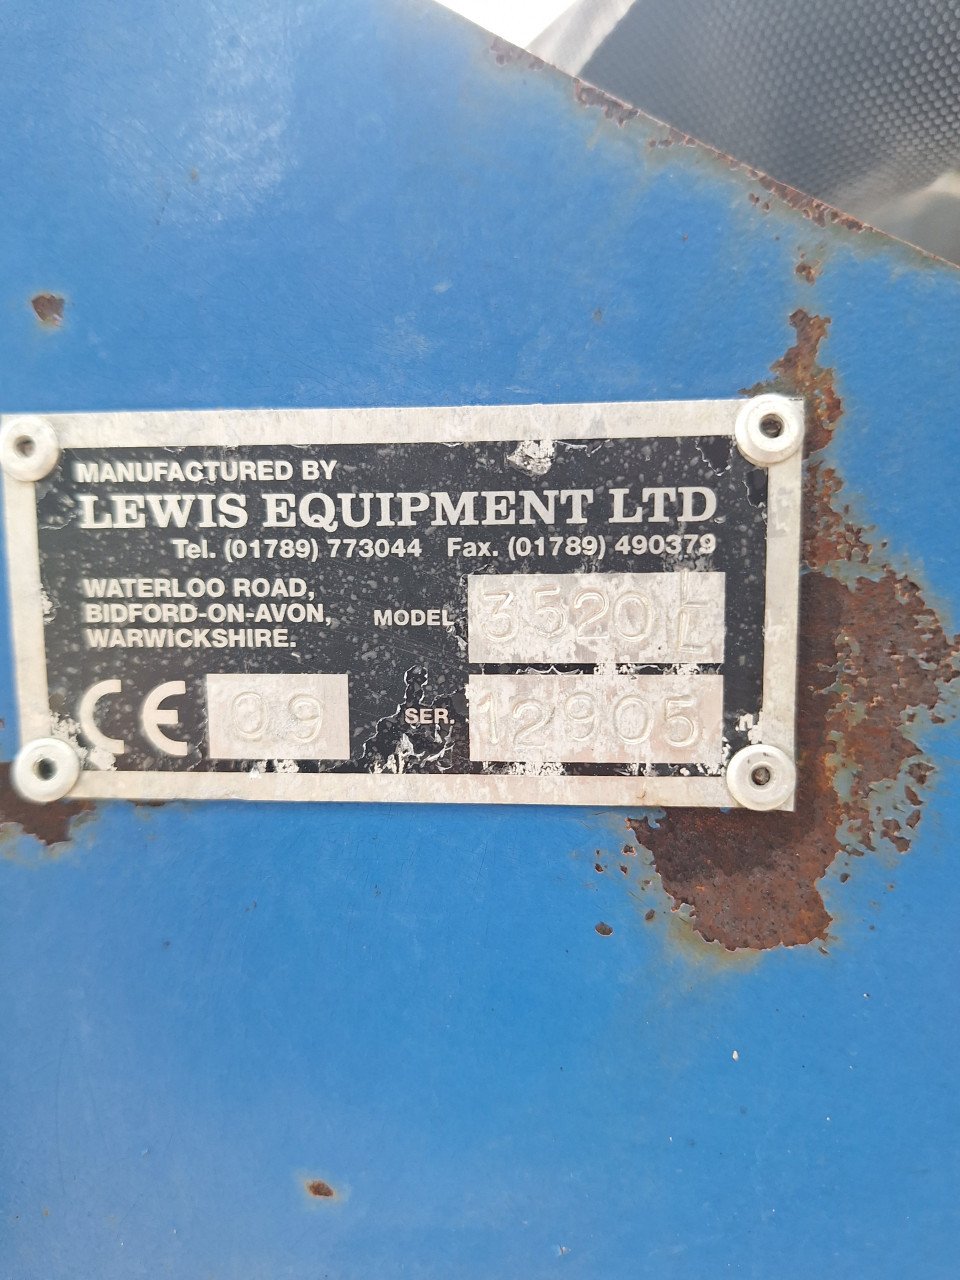 MANUFACTURED BY
LEWIS EQUIPMENT LTD
Tel. (01789) 773044 Fax. (01789) 490379
WATERLOO ROAD,
BIDFORD-ON-AVON,
WARWICKSHIRE.
MODEL 3520 L L
CE 09
SER. 12905